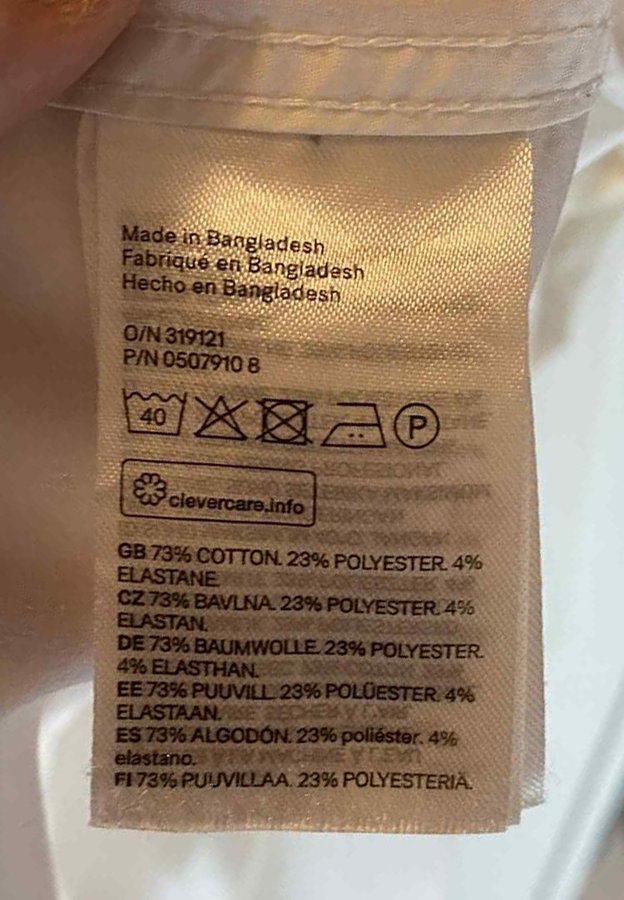 Made in Bangladesh
Fabriqué en Bangladesh
Hecho en Bangladesh
O/N 319121
P/N 0507910 8
40 P
clevercare.info
GB 73% COTTON. 23% POLYESTER. 4%
ELASTANE.
CZ 73% BAVLNA. 23% POLYESTER. 4%
ELASTAN.
DE 73% BAUMWOLLE. 23% POLYESTER.
4% ELASTHAN.
EE 73% PUUVILL. 23% POLÜESTER. 4%
ELASTAAN.
ES 73% ALGODÓN. 23% poliéster. 4%
elastano.
FI 73% PUUVILLAA. 23% POLYESTERIÄ.